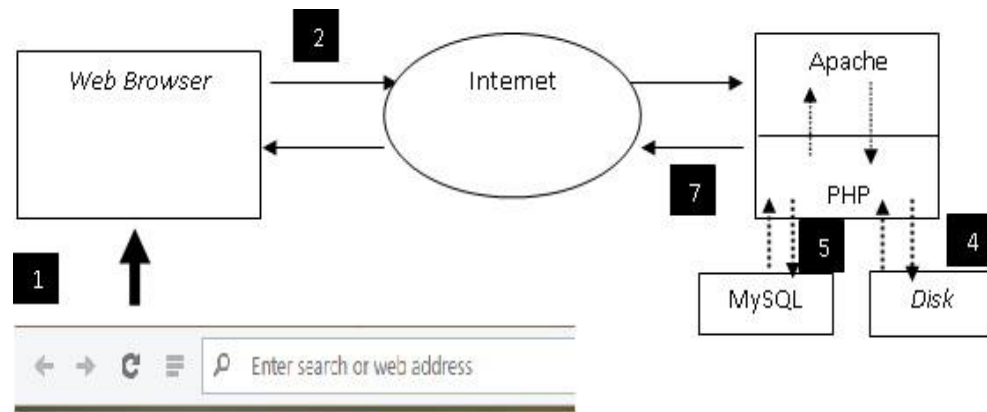 2
Web Browser
Internet
Apache
7
PHP
1
5
4
MySQL
Disk
Enter search or web address